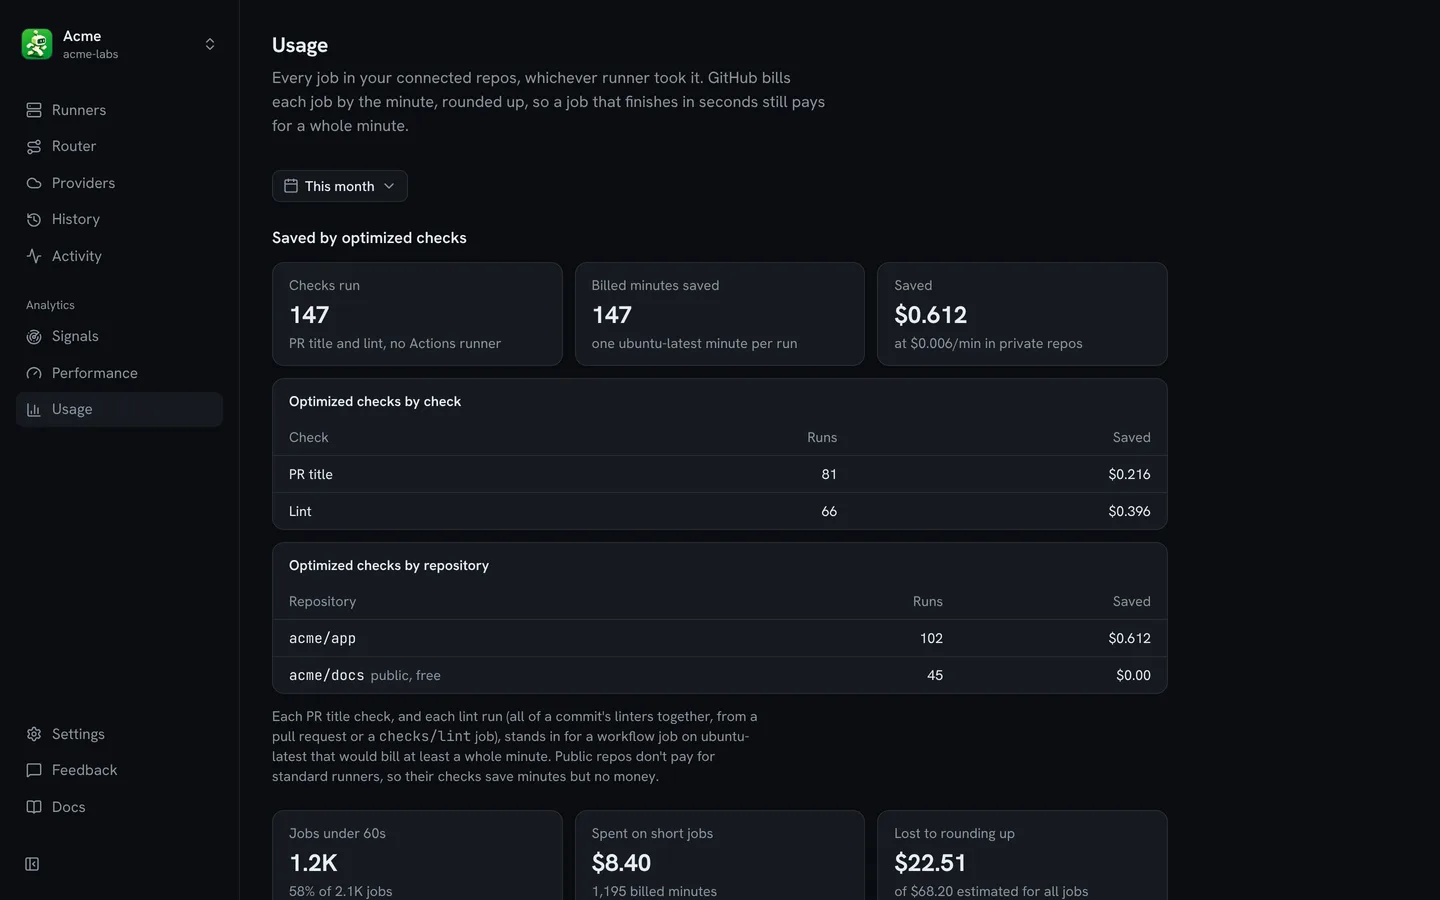 Acme
acme-labs
Runners
Router
Providers
History
Activity
Analytics
Signals
Performance
Usage
Settings
Feedback
Docs
Usage
Every job in your connected repos, whichever runner took it. GitHub bills
each job by the minute, rounded up, so a job that finishes in seconds still pays
for a whole minute.
This month
Saved by optimized checks
Checks run
147
PR title and lint, no Actions runner
Billed minutes saved
147
one ubuntu-latest minute per run
Saved
$0.612
at $0.006/min in private repos
Optimized checks by check
Check Runs Saved
PR title 81 $0.216
Lint 66 $0.396
Optimized checks by repository
Repository Runs Saved
acme/app 102 $0.612
acme/docs public, free 45 $0.00
Each PR title check, and each lint run (all of a commit's linters together, from a
pull request or a checks/lint job), stands in for a workflow job on ubuntu-
latest that would bill at least a whole minute. Public repos don't pay for
standard runners, so their checks save minutes but no money.
Jobs under 60s
1.2K
58% of 2.1K jobs
Spent on short jobs
$8.40
1,195 billed minutes
Lost to rounding up
$22.51
of $68.20 estimated for all jobs